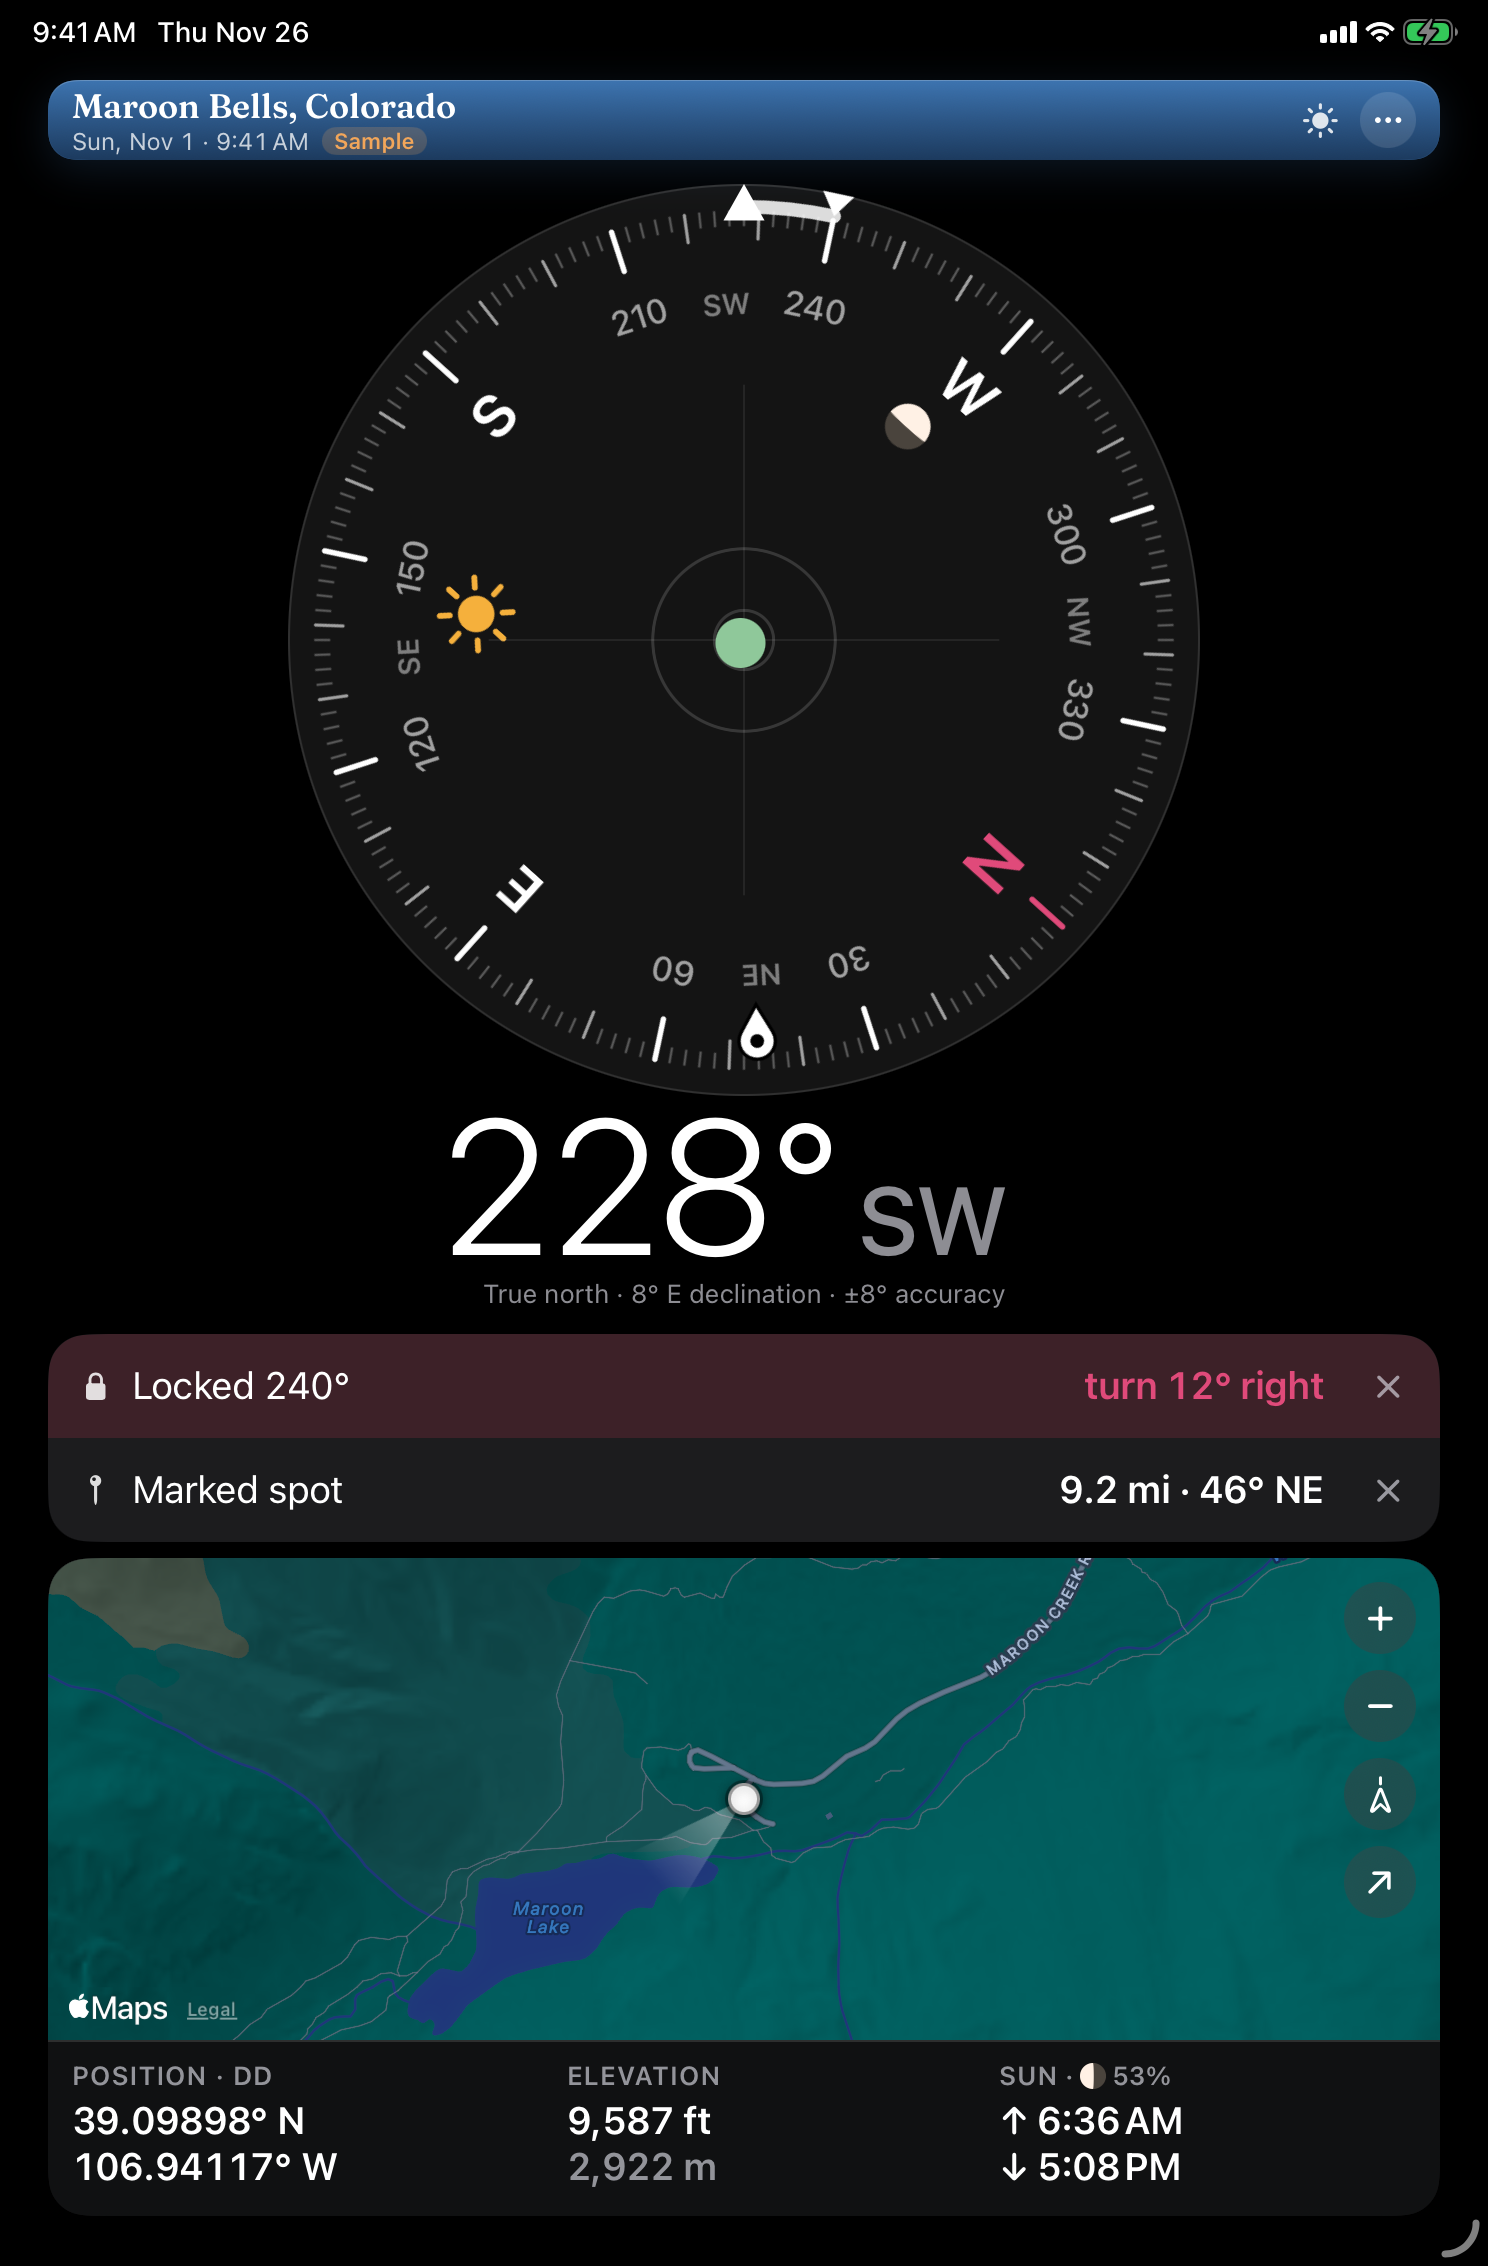 9:41 AM Thu Nov 26
Maroon Bells, Colorado
Sun, Nov 1 · 9:41 AM Sample
210 SW 240
S W
150 300
SE NW
120 330
E N
60 NE 30
228° SW
True north · 8° E declination · ±8° accuracy
Locked 240° turn 12° right
Marked spot 9.2 mi · 46° NE
MAROON CREEK R
Maroon
Lake
Maps Legal
POSITION · DD ELEVATION SUN · 53%
39.09898° N 9,587 ft ↑ 6:36 AM
106.94117° W 2,922 m ↓ 5:08 PM